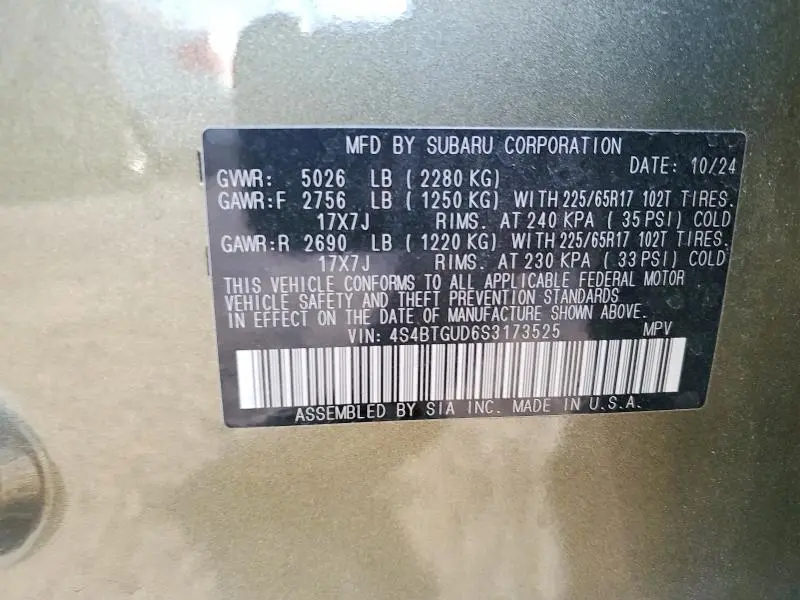 MFD BY SUBARU CORPORATION
DATE: 10/24
GVWR: 5026 LB ( 2280 KG)
GAWR:F 2756 LB ( 1250 KG) WITH 225/65R17 102T TIRES.
17X7J RIMS. AT 240 KPA ( 35 PSI) COLD
GAWR:R 2690 LB ( 1220 KG) WITH 225/65R17 102T TIRES.
17X7J RIMS. AT 230 KPA ( 33 PSI) COLD
THIS VEHICLE CONFORMS TO ALL APPLICABLE FEDERAL MOTOR
VEHICLE SAFETY AND THEFT PREVENTION STANDARDS
IN EFFECT ON THE DATE OF MANUFACTURE SHOWN ABOVE.
VIN: 4S4BTGUD6S3173525 MPV
ASSEMBLED BY SIA INC. MADE IN U.S.A.